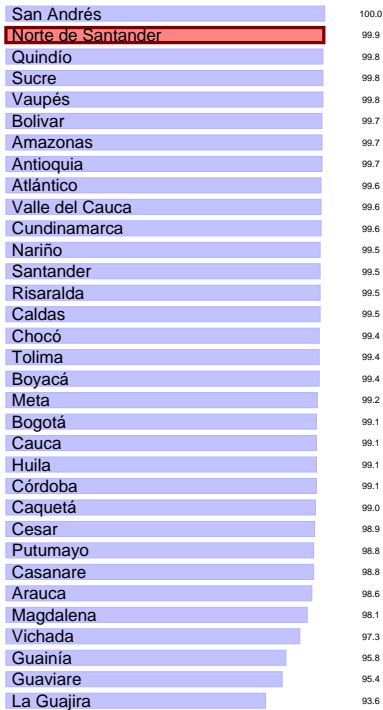 San Andrés 100.0
Norte de Santander 99.9
Quindío 99.8
Sucre 99.8
Vaupés 99.8
Bolivar 99.7
Amazonas 99.7
Antioquia 99.7
Atlántico 99.6
Valle del Cauca 99.6
Cundinamarca 99.6
Nariño 99.5
Santander 99.5
Risaralda 99.5
Caldas 99.5
Chocó 99.4
Tolima 99.4
Boyacá 99.4
Meta 99.2
Bogotá 99.1
Cauca 99.1
Huila 99.1
Córdoba 99.1
Caquetá 99.0
Cesar 98.9
Putumayo 98.8
Casanare 98.8
Arauca 98.6
Magdalena 98.1
Vichada 97.3
Guainía 95.8
Guaviare 95.4
La Guajira 93.6